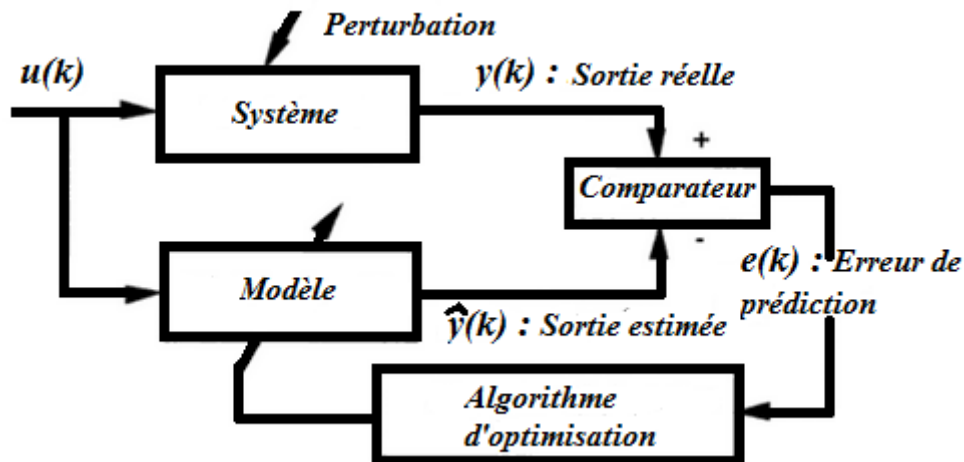 Perturbation
u(k)
y(k) : Sortie réelle
Système
+
Comparateur
-
e(k) : Erreur de
prédiction
Modèle
ŷ(k) : Sortie estimée
Algorithme
d'optimisation